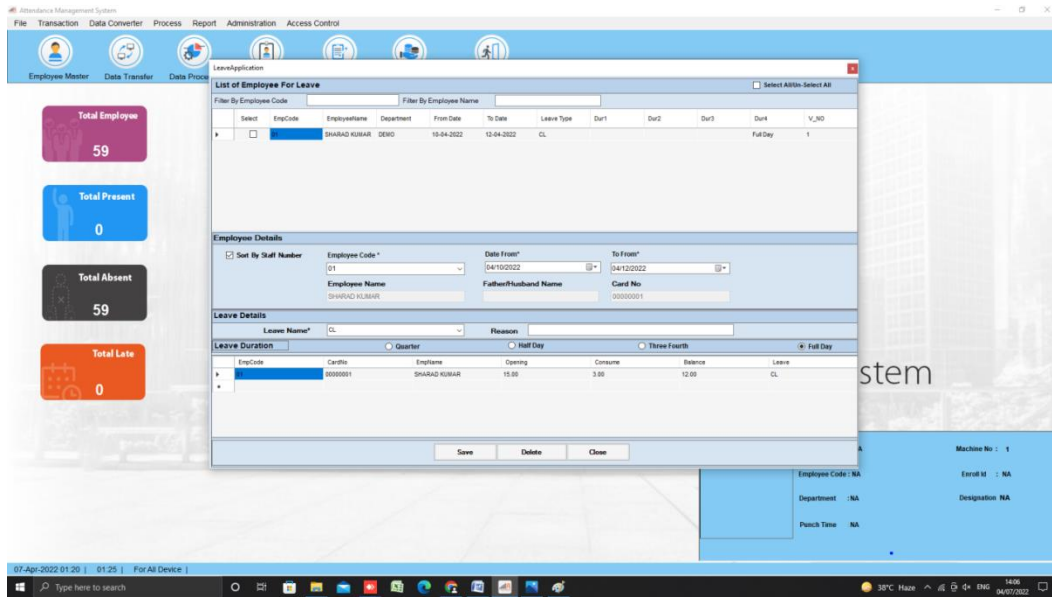 Attendance Management System
File Transaction Data Converter Process Report Administration Access Control
Employee Master Data Transfer Data Proce
LeaveApplication
List of Employee For Leave Select All/Un-Select All
Filter By Employee Code Filter By Employee Name
Select EmpCode EmployeeName Department From Date To Date Leave Type Dur1 Dur2 Dur3 Dur4 V_NO
01 SHARAD KUMAR DEMO 10-04-2022 12-04-2022 CL Full Day 1
Total Employee
59
Total Present
0
Total Absent
59
Total Late
0
Employee Details
Sort By Staff Number Employee Code * Date From* To From*
01 04/10/2022 04/12/2022
Employee Name Father/Husband Name Card No
SHARAD KUMAR 00000001
Leave Details
Leave Name* CL Reason
Leave Duration Quarter Half Day Three Fourth Full Day
EmpCode CardNo EmpName Opening Consume Balance Leave
01 00000001 SHARAD KUMAR 15.00 3.00 12.00 CL
Save Delete Close
stem
A Machine No : 1
Employee Code : NA Enroll Id : NA
Department :NA Designation NA
Punch Time NA
07-Apr-2022 01:20 | 01:25 | For All Device |
Type here to search
38°C Haze ENG 14:06
04/07/2022